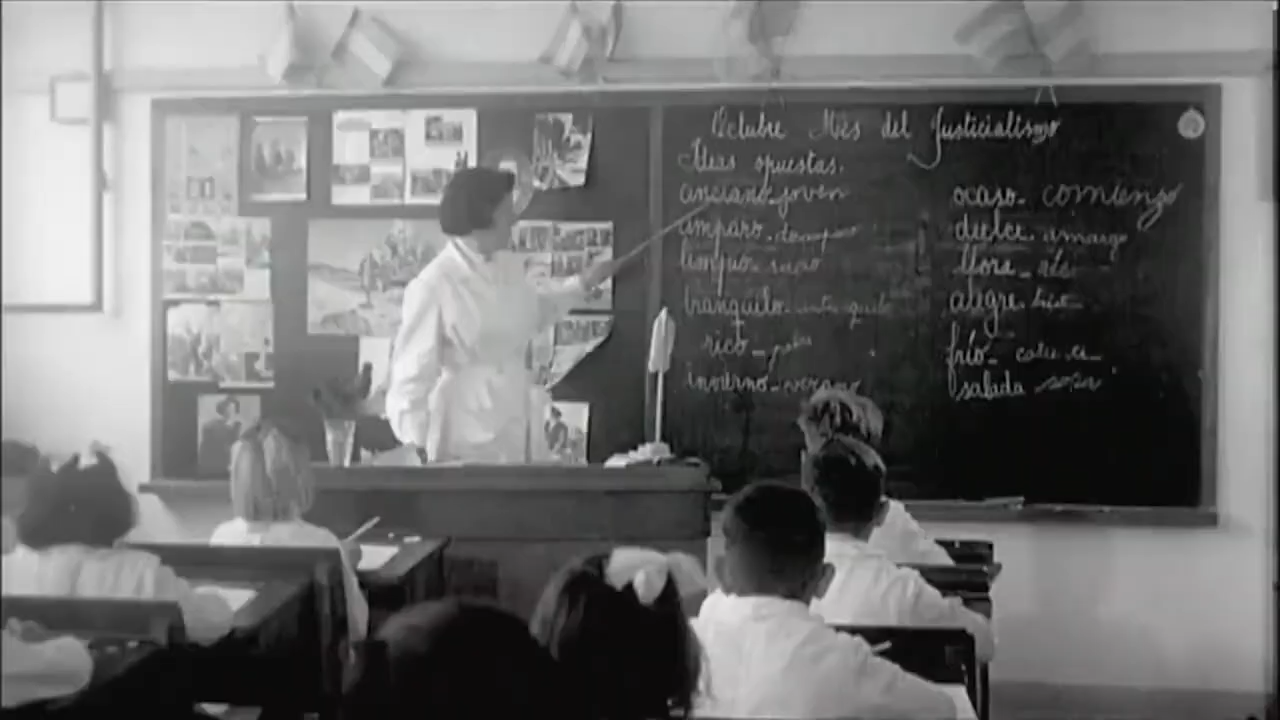 Octubre Mes del Justicialismo
Ideas opuestas.
anciano - joven
amparo - desamparo
limpio - sucio
tranquilo - intranquilo
rico - pobre
invierno - verano
ocaso - comienzo
dulce amargo
llora - ríe
alegre triste
frío -
salada sosa